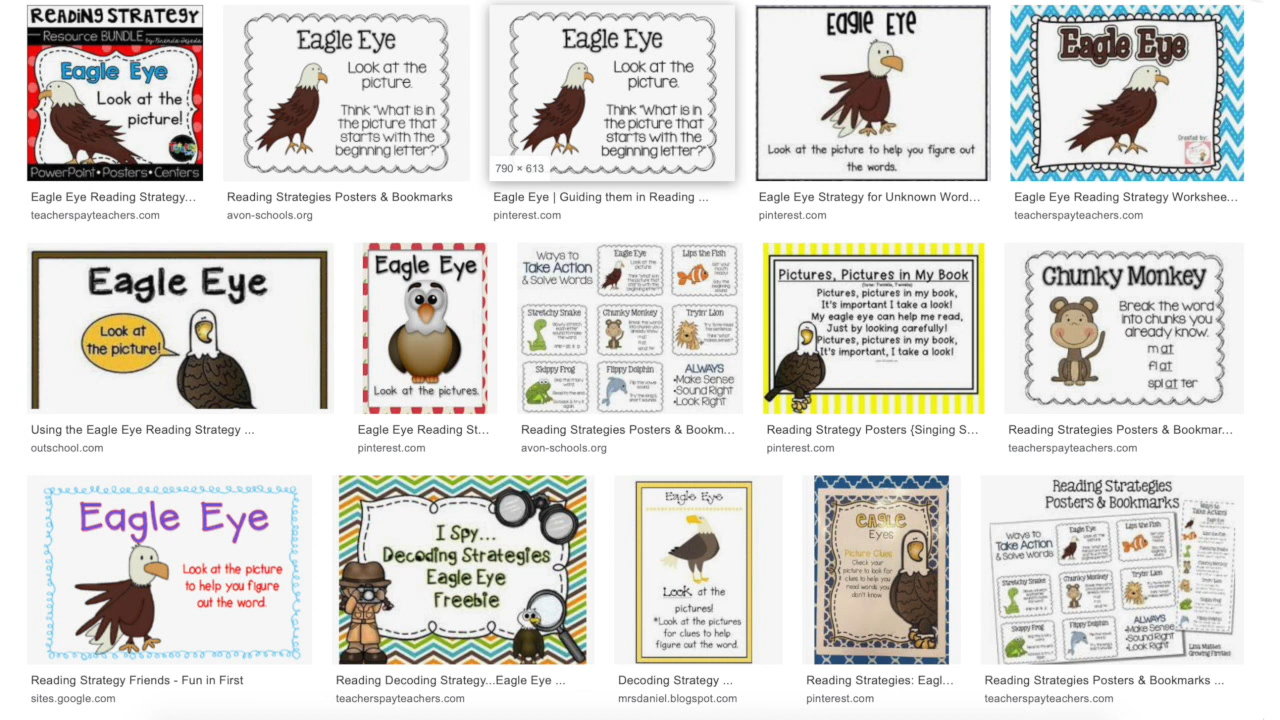 READING STRATEGY
Resource BUNDLE
Eagle Eye
Look at the
picture!
PowerPoint•Posters•Centers
Eagle Eye Reading Strategy...
teacherspayteachers.com
Eagle Eye
Look at the
picture.
Think "What is in
the picture that
starts with the
beginning letter?"
Reading Strategies Posters & Bookmarks
avon-schools.org
Eagle Eye
Look at the
picture.
Think "What is in
the picture that
starts with the
beginning letter?"
790 × 613
Eagle Eye | Guiding them in Reading ...
pinterest.com
EAGLE EYE
Look at the picture to help you figure out
the words.
Eagle Eye Strategy for Unknown Word...
pinterest.com
Eagle Eye
Eagle Eye Reading Strategy Workshee...
teacherspayteachers.com
Eagle Eye
Look at
the picture!
Using the Eagle Eye Reading Strategy ...
outschool.com
Eagle Eye
Look at the pictures.
Eagle Eye Reading St...
pinterest.com
Ways to
Take Action
& Solve Words
Eagle Eye
Lips the Fish
Stretchy Snake
Chunky Monkey
Tryin' Lion
Skippy Frog
Flippy Dolphin
ALWAYS
•Make Sense
•Sound Right
•Look Right
Reading Strategies Posters & Bookm...
avon-schools.org
Pictures, Pictures in My Book
Pictures, pictures in my book,
It's important I take a look!
My eagle eye can help me read,
Just by looking carefully!
Pictures, pictures in my book,
It's important, I take a look!
Reading Strategy Posters {Singing S...
pinterest.com
Chunky Monkey
Break the word
into chunks you
already know.
m at
fl at
spl at ter
Reading Strategies Posters & Bookmar...
teacherspayteachers.com
Eagle Eye
Look at the picture
to help you figure
out the word.
Reading Strategy Friends - Fun in First
sites.google.com
I Spy...
Decoding Strategies
Eagle Eye
Freebie
Reading Decoding Strategy...Eagle Eye ...
teacherspayteachers.com
Eagle Eye
Look at the
pictures!
*Look at the pictures
for clues to help
figure out the word.
Decoding Strategy ...
mrsdaniel.blogspot.com
EAGLE
Eyes
Picture Clues
Check your
picture to look for
clues to help you
read words you
don't know
Reading Strategies: Eagl...
pinterest.com
Reading Strategies
Posters & Bookmarks
Ways to
Take Action
& Solve Words
Eagle Eye
Lips the Fish
Stretchy Snake
Chunky Monkey
Tryin' Lion
Skippy Frog
Flippy Dolphin
ALWAYS
•Make Sense
•Sound Right
•Look Right
Reading Strategies Posters & Bookmarks ...
teacherspayteachers.com